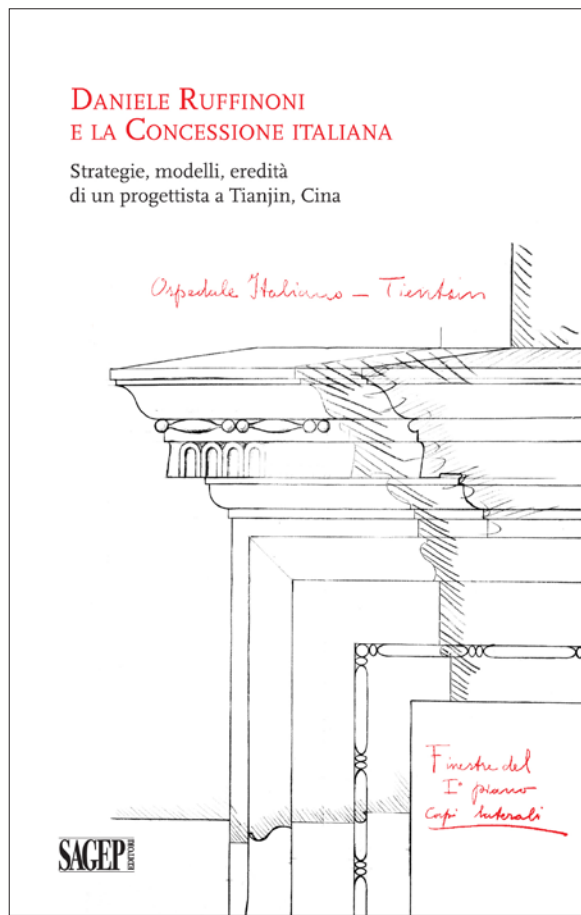 DANIELE RUFFINONI
E LA CONCESSIONE ITALIANA
Strategie, modelli, eredità
di un progettista a Tianjin, Cina
Ospedale Italiano — Tientsin
Finestre del
I° piano
corpi laterali
SAGEP
EDITORI